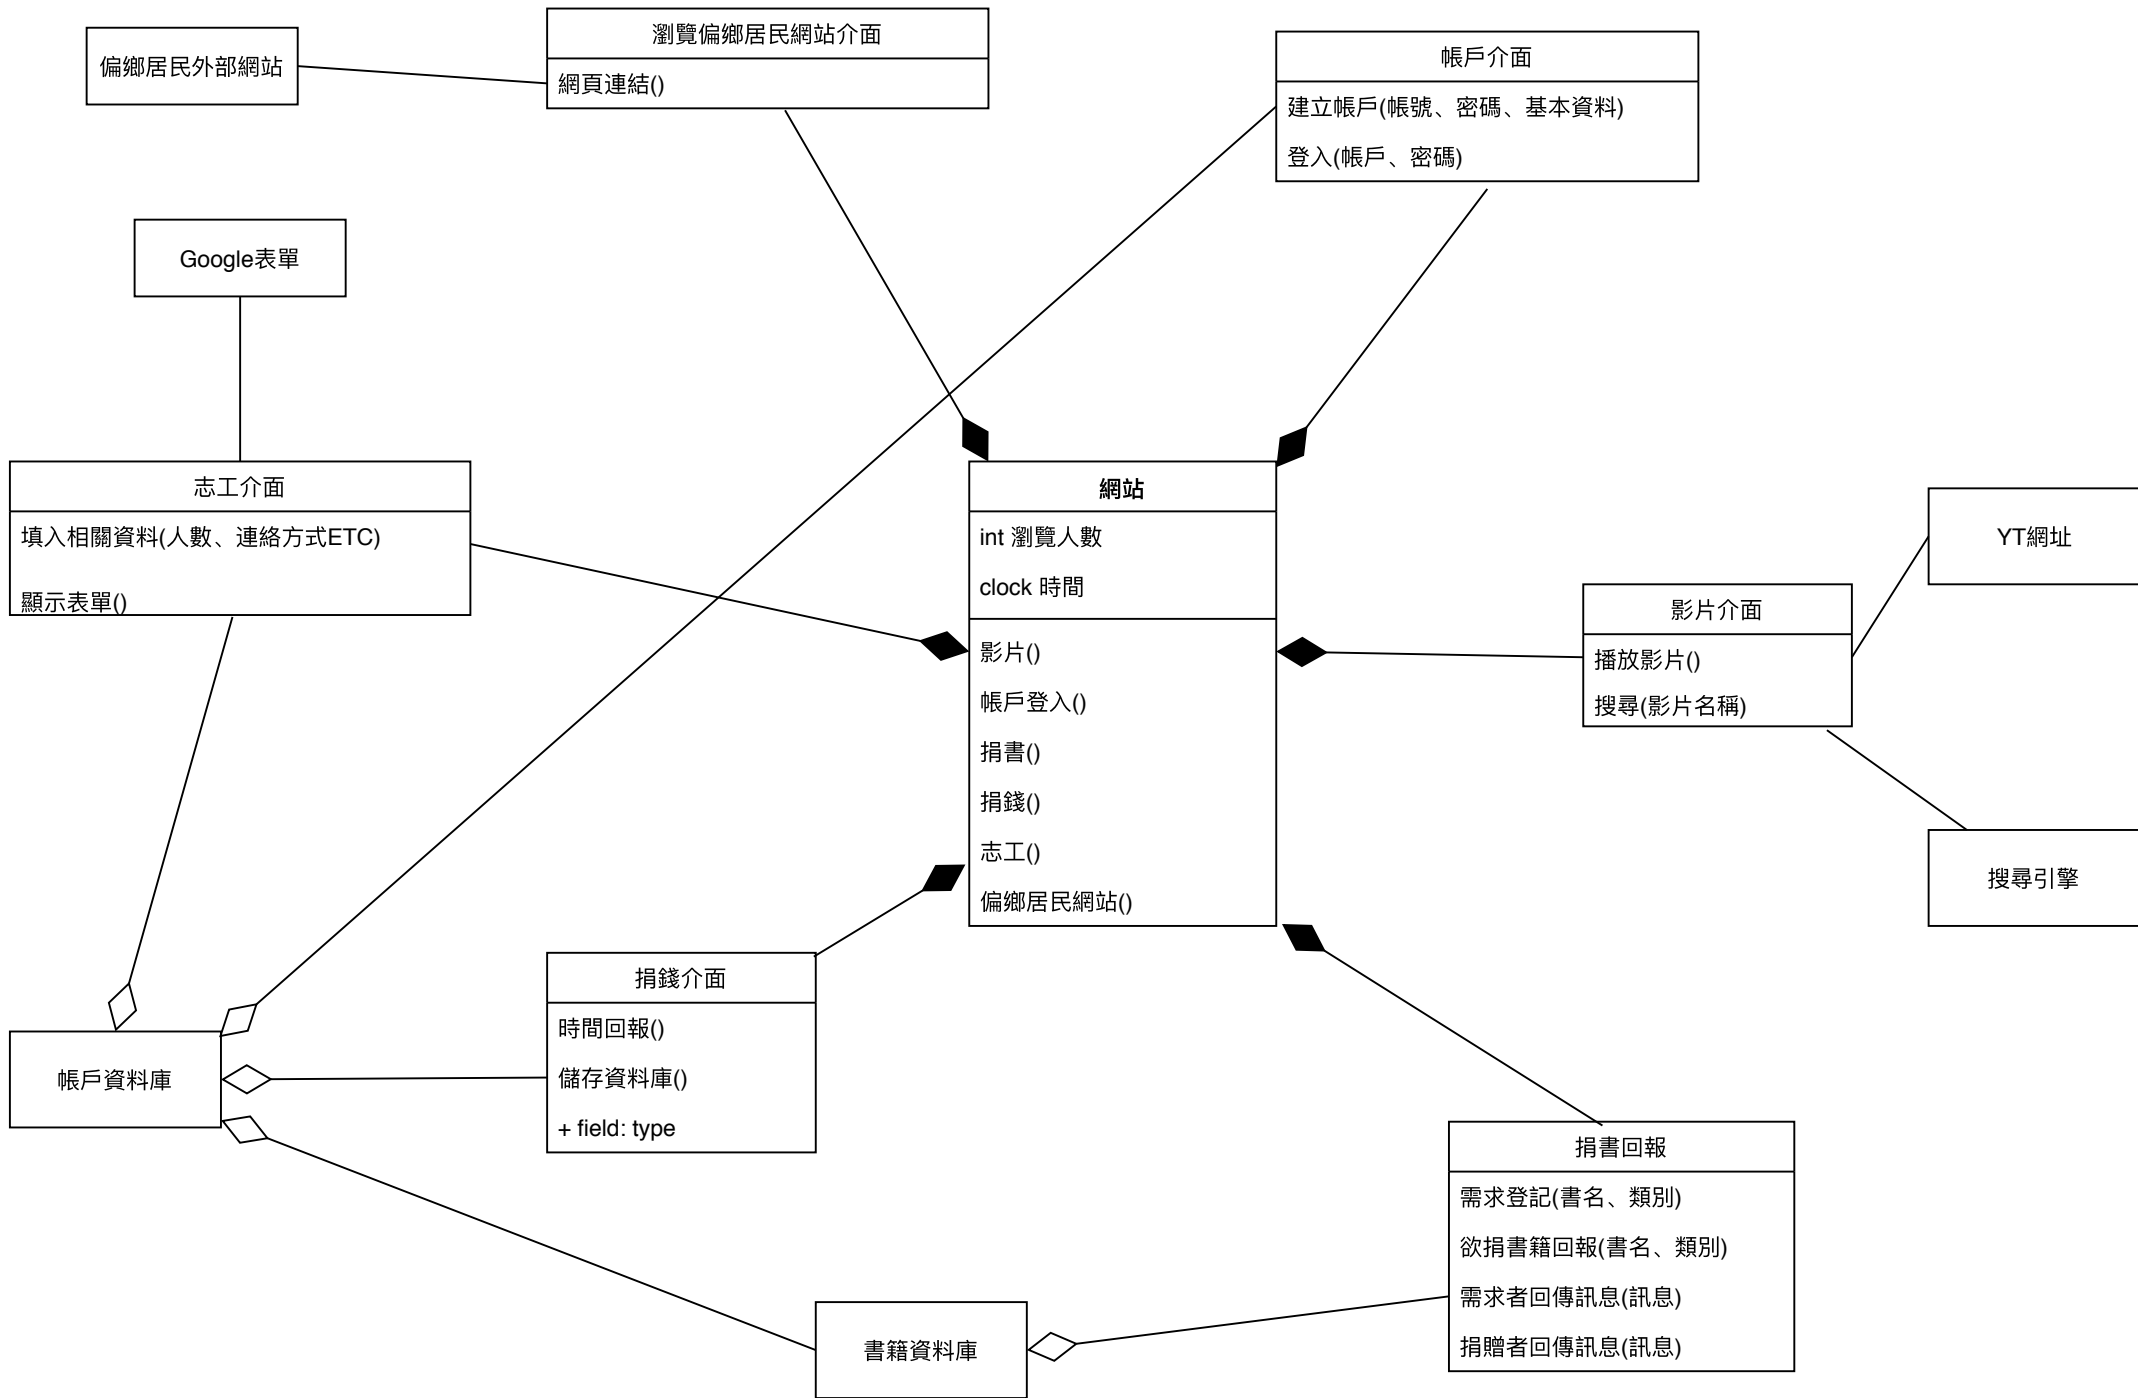 偏鄉居民外部網站
瀏覽偏鄉居民網站介面
網頁連結()
帳戶介面
建立帳戶(帳號、密碼、基本資料)
登入(帳戶、密碼)
Google表單
志工介面
填入相關資料(人數、連絡方式ETC)
顯示表單()
網站
int 瀏覽人數
clock 時間
影片()
帳戶登入()
捐書()
捐錢()
志工()
偏鄉居民網站()
YT網址
影片介面
播放影片()
搜尋(影片名稱)
搜尋引擎
帳戶資料庫
捐錢介面
時間回報()
儲存資料庫()
+ field: type
捐書回報
需求登記(書名、類別)
欲捐書籍回報(書名、類別)
需求者回傳訊息(訊息)
捐贈者回傳訊息(訊息)
書籍資料庫